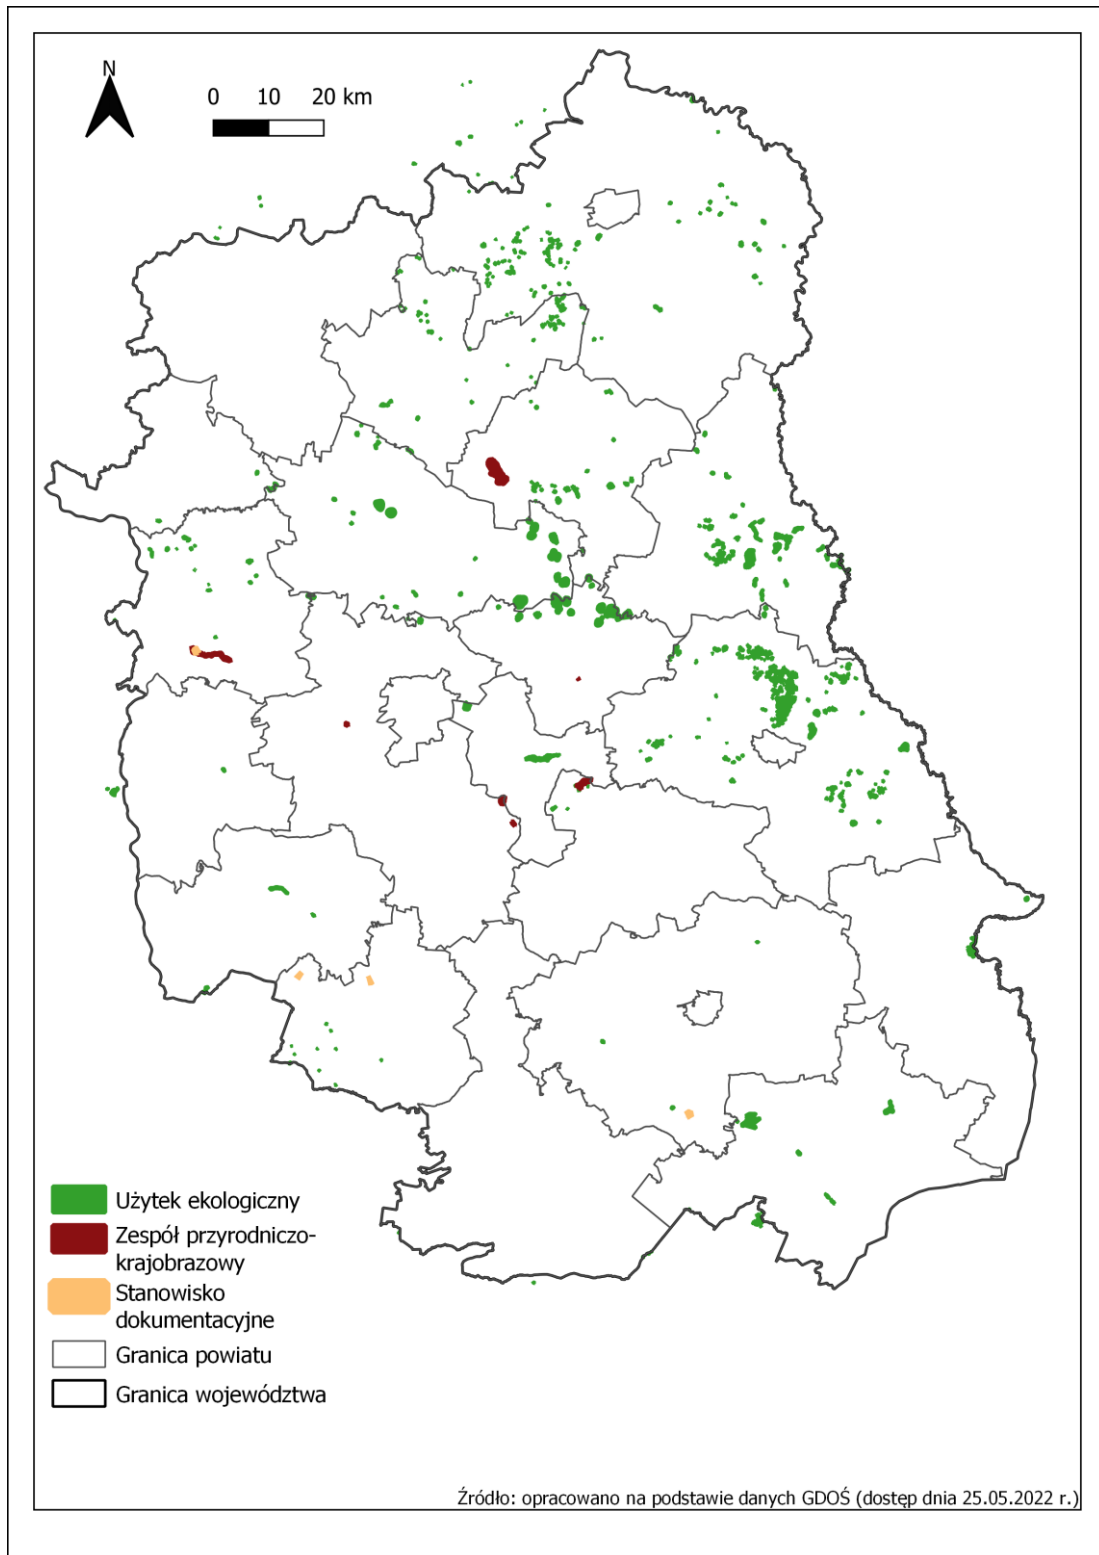 N
0 10 20 km
Użytek ekologiczny
Zespół przyrodniczo-
krajobrazowy
Stanowisko
dokumentacyjne
Granica powiatu
Granica województwa
Źródło: opracowano na podstawie danych GDOŚ (dostęp dnia 25.05.2022 r.)